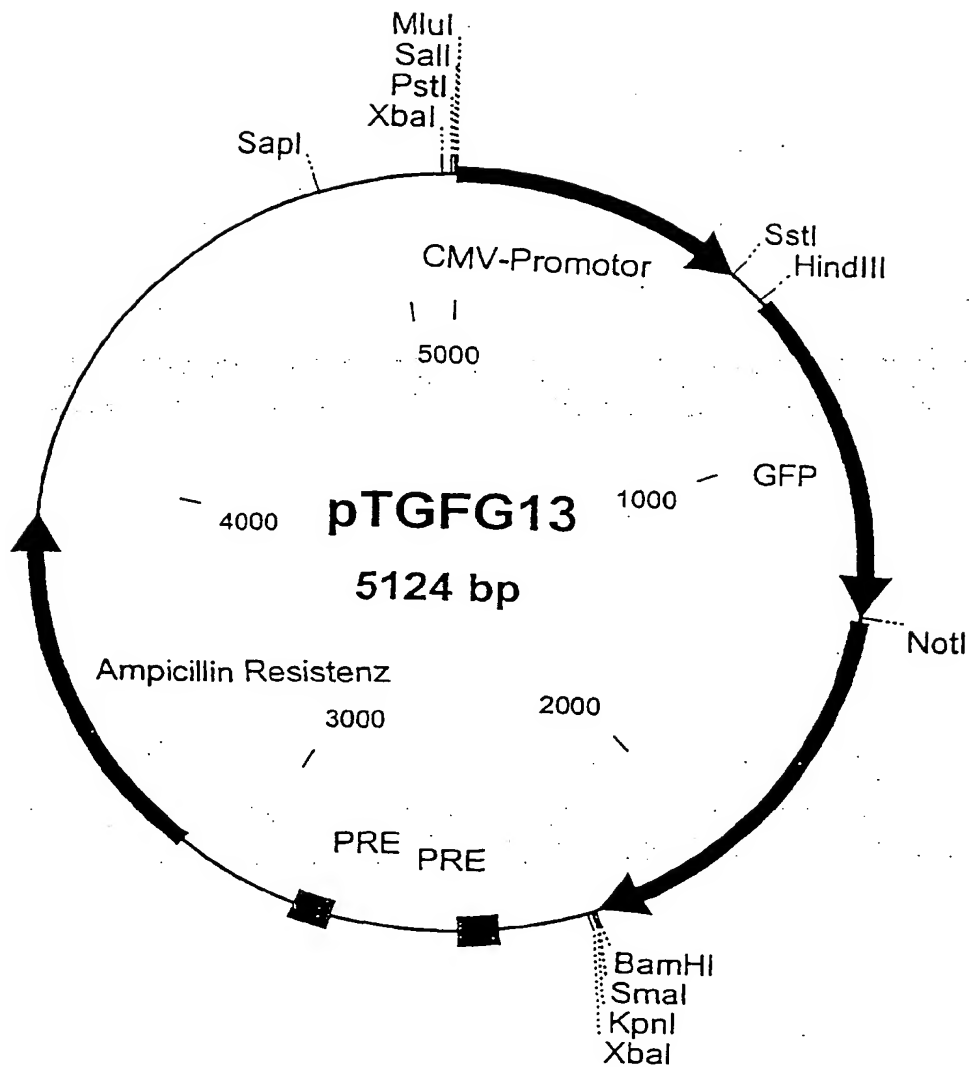 MluI
SalI
PstI
XbaI
SapI
SstI
HindIII
CMV-Promotor
5000
GFP
1000
4000
pTGFG13
5124 bp
NotI
Ampicillin Resistenz
2000
3000
PRE
PRE
BamHI
SmaI
KpnI
XbaI